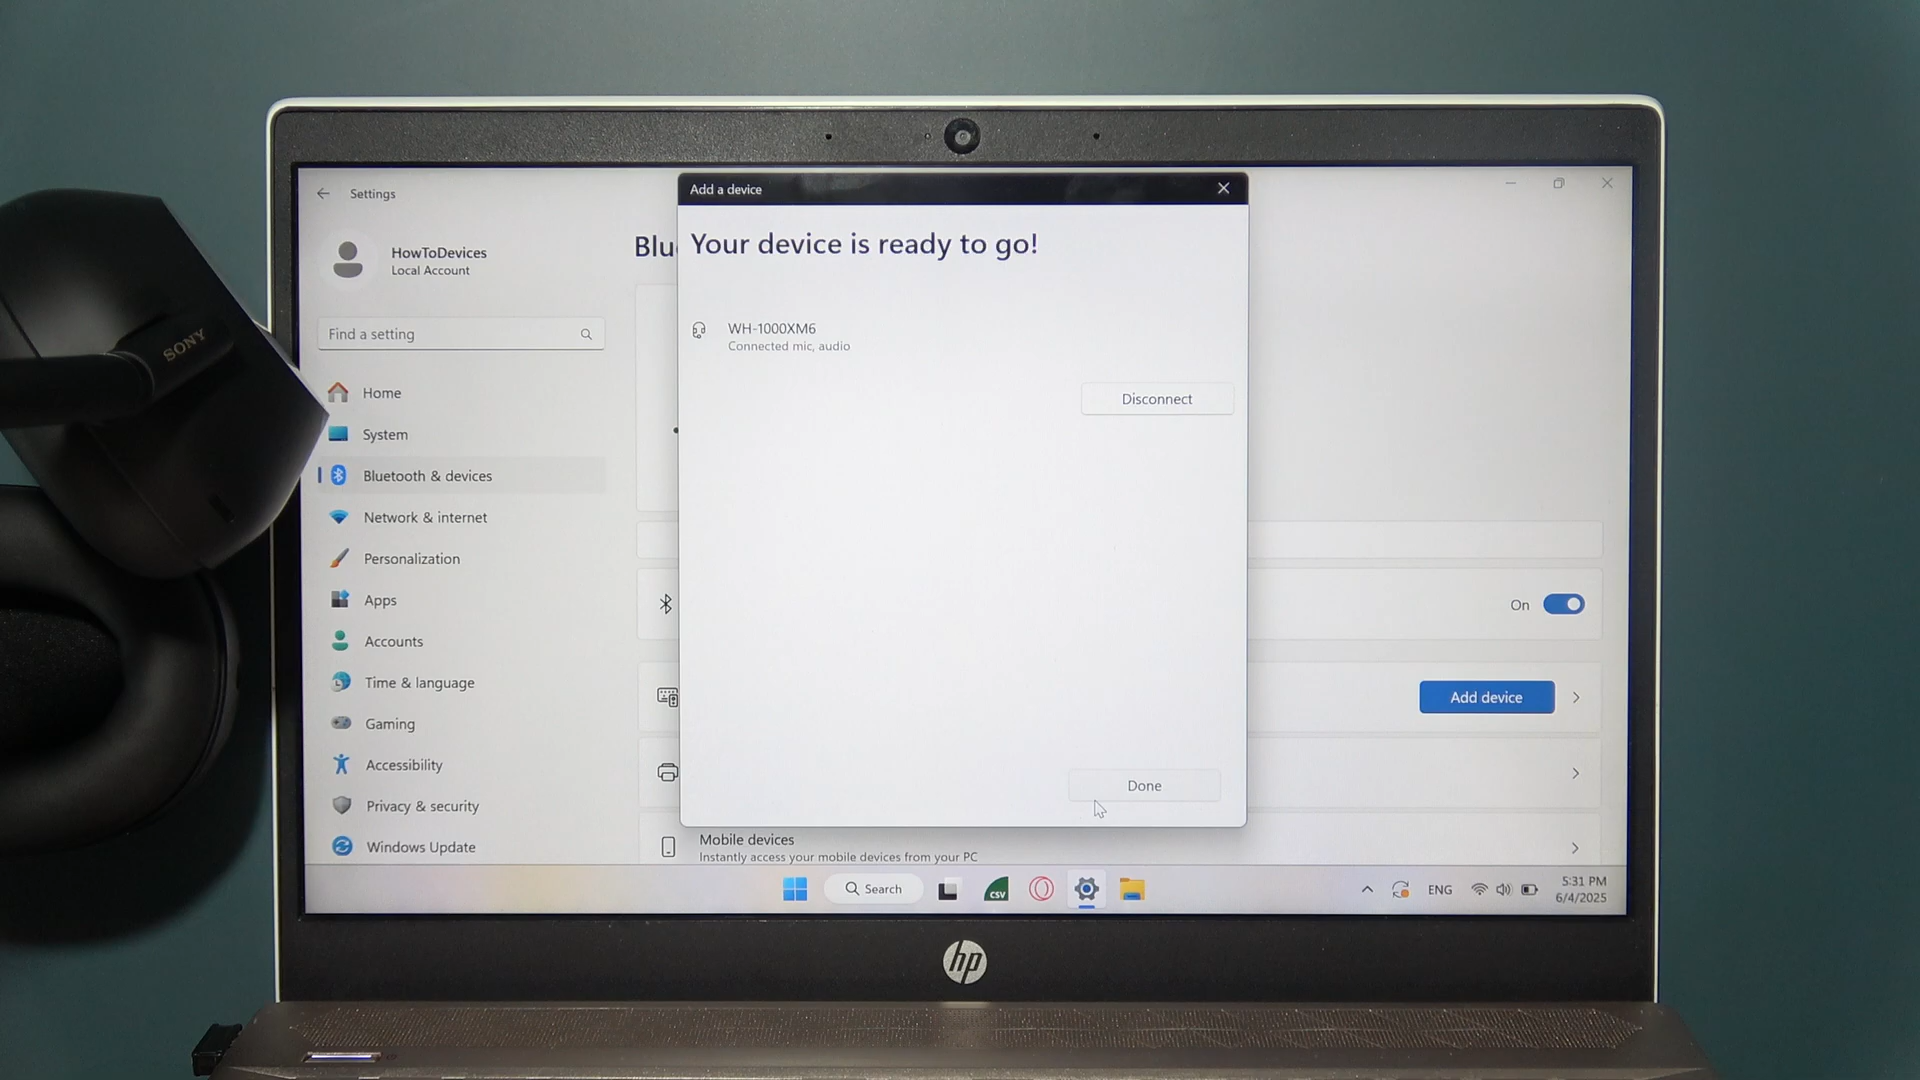 Settings
HowToDevices
Local Account
Find a setting
Home
System
Bluetooth & devices
Network & internet
Personalization
Apps
Accounts
Time & language
Gaming
Accessibility
Privacy & security
Windows Update
Blu
Add a device
Your device is ready to go!
WH-1000XM6
Connected mic, audio
Disconnect
Done
On
Add device
Mobile devices
Instantly access your mobile devices from your PC
Search
CSV
ENG
5:31 PM
6/4/2025
SONY
hp